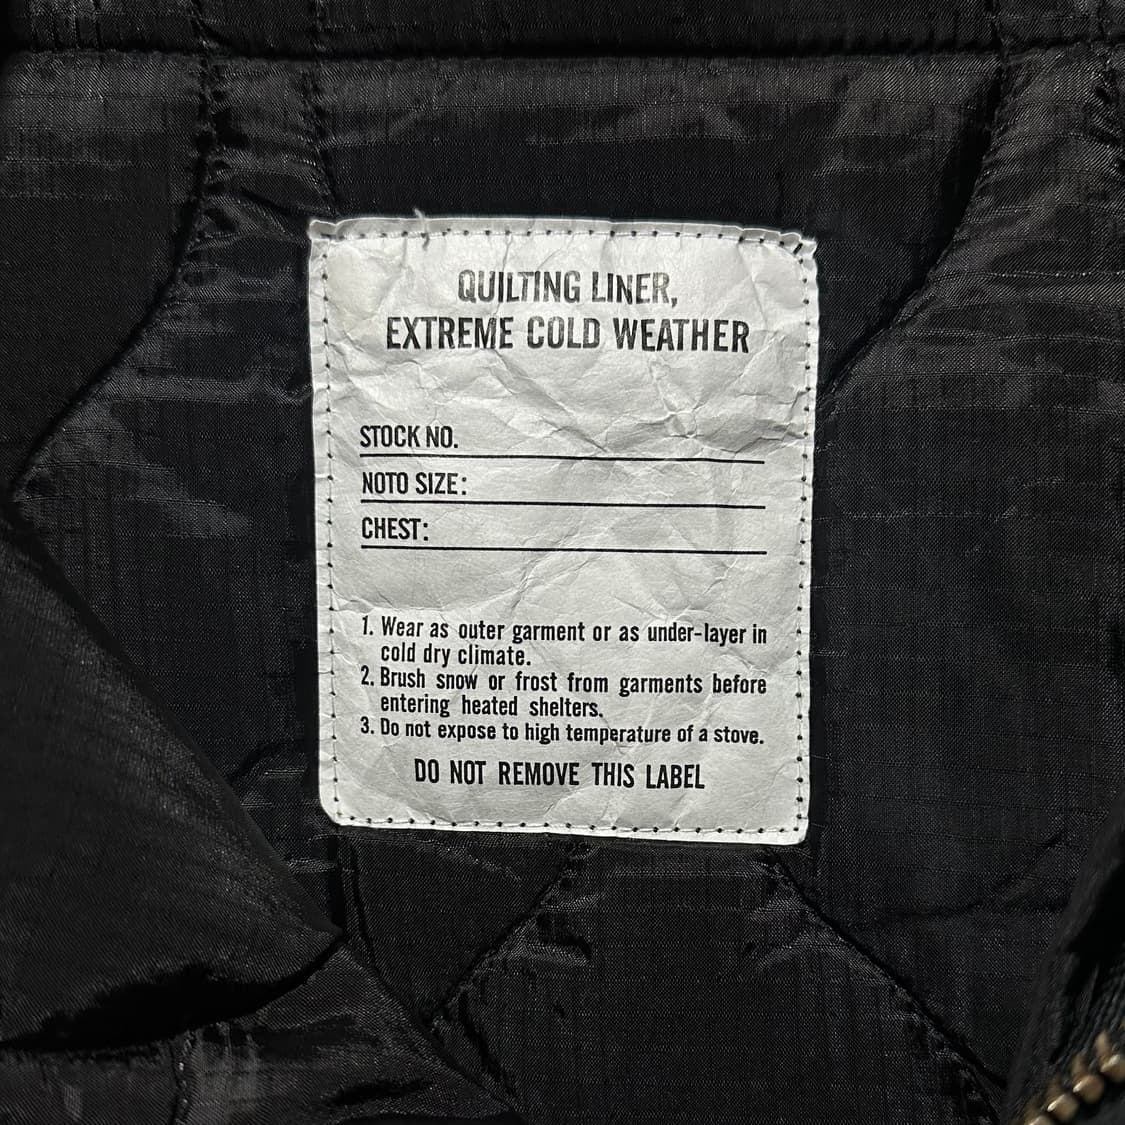 QUILTING LINER,
EXTREME COLD WEATHER
STOCK NO.
NOTO SIZE:
CHEST:
1. Wear as outer garment or as under-layer in
cold dry climate.
2. Brush snow or frost from garments before
entering heated shelters.
3. Do not expose to high temperature of a stove.
DO NOT REMOVE THIS LABEL